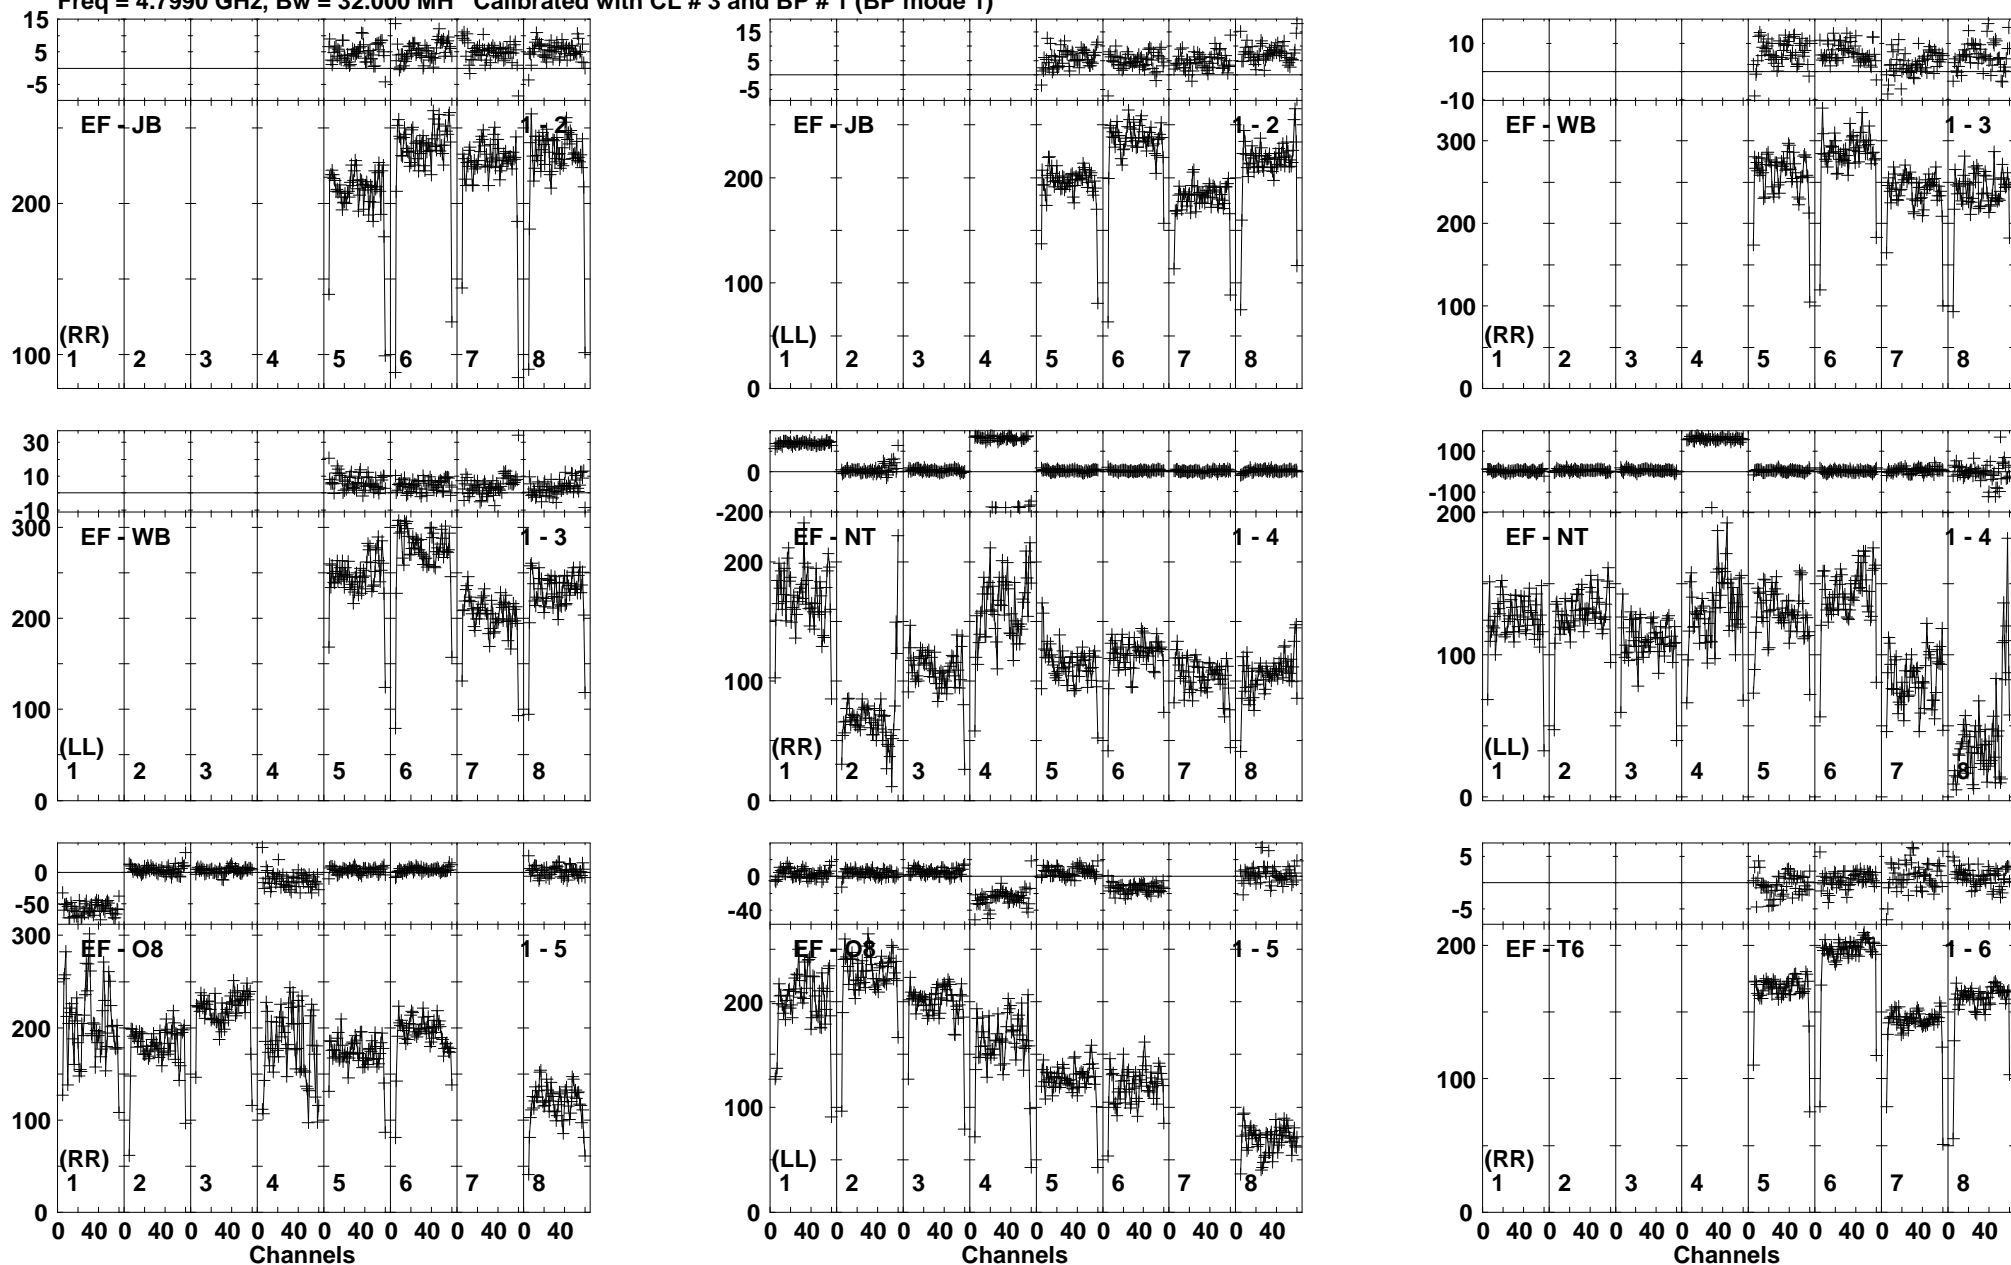 Freq = 4.7990 GHz, Bw = 32.000 MH Calibrated with CL # 3 and BP # 1 (BP mode 1)
15
5
-5
EF - JB 1 - 2
200
100
(RR)
1 2 3 4 5 6 7 8
15
5
-5
EF - JB 1 - 2
200
100
0
(LL)
1 2 3 4 5 6 7 8
10
-10
EF - WB 1 - 3
300
200
100
0
(RR)
1 2 3 4 5 6 7 8
30
10
-10
EF - WB 1 - 3
300
200
100
0
(LL)
1 2 3 4 5 6 7 8
0
-200
EF - NT 1 - 4
200
100
0
(RR)
1 2 3 4 5 6 7 8
100
-100
EF - NT 1 - 4
200
100
0
(LL)
1 2 3 4 5 6 7 8
0
-50
EF - O8 1 - 5
300
200
100
0
(RR)
1 2 3 4 5 6 7 8
0 40 0 40 0 40 0 40 0 40 0 40 0 40 0 40
Channels
0
-40
EF - O8 1 - 5
200
100
0
(LL)
1 2 3 4 5 6 7 8
0 40 0 40 0 40 0 40 0 40 0 40 0 40 0 40
Channels
5
-5
EF - T6 1 - 6
200
100
0
(RR)
1 2 3 4 5 6 7 8
0 40 0 40 0 40 0 40 0 40 0 40 0 40 0 40
Channels